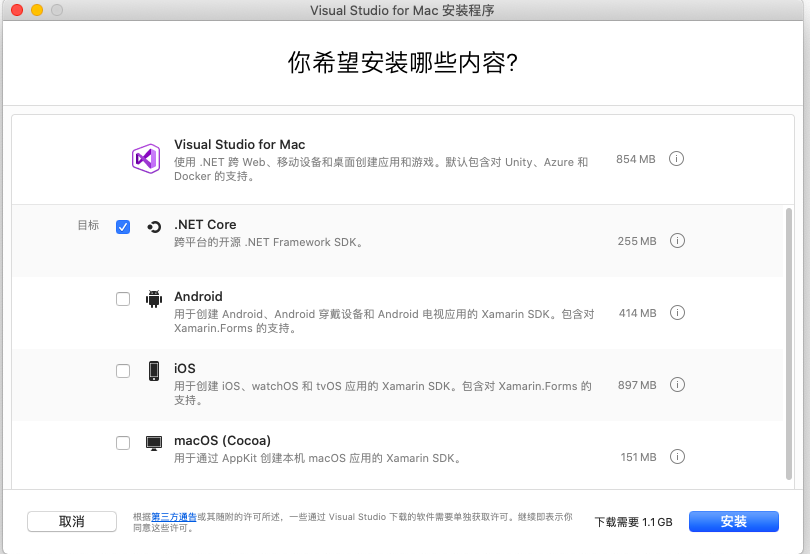 Visual Studio for Mac 安装程序
你希望安装哪些内容?
Visual Studio for Mac
使用 .NET 跨 Web、移动设备和桌面创建应用和游戏。默认包含对 Unity、Azure 和
Docker 的支持。
854 MB
目标
.NET Core
跨平台的开源 .NET Framework SDK。
255 MB
Android
用于创建 Android、Android 穿戴设备和 Android 电视应用的 Xamarin SDK。包含对
Xamarin.Forms 的支持。
414 MB
iOS
用于创建 iOS、watchOS 和 tvOS 应用的 Xamarin SDK。包含对 Xamarin.Forms 的
支持。
897 MB
macOS (Cocoa)
用于通过 AppKit 创建本机 macOS 应用的 Xamarin SDK。
151 MB
取消
根据第三方通告或其随附的许可所述，一些通过 Visual Studio 下载的软件需要单独获取许可。继续即表示你
同意这些许可。
下载需要 1.1 GB
安装